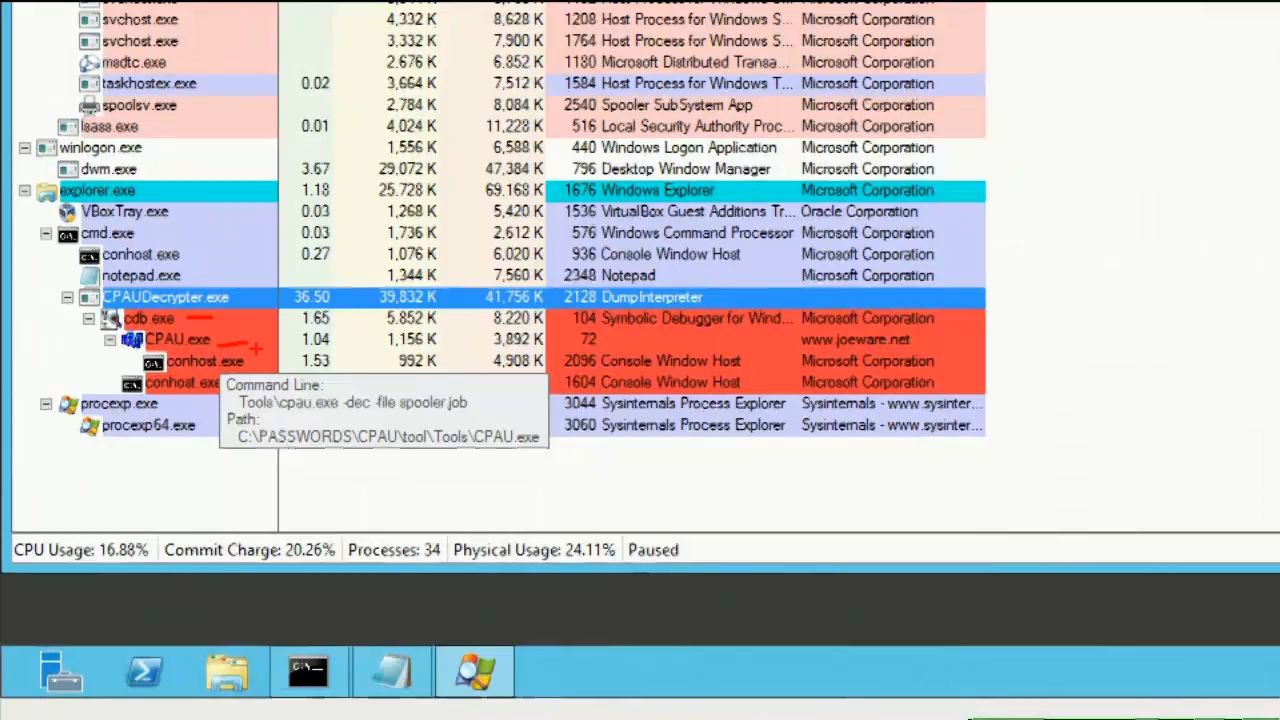 svchost.exe 4,332 K 8,628 K 1208 Host Process for Windows S... Microsoft Corporation
svchost.exe 3,332 K 7,900 K 1764 Host Process for Windows S... Microsoft Corporation
msdtc.exe 2,676 K 6,852 K 1180 Microsoft Distributed Transa... Microsoft Corporation
taskhostex.exe 0.02 3,664 K 7,512 K 1584 Host Process for Windows T... Microsoft Corporation
spoolsv.exe 2,784 K 8,084 K 2540 Spooler SubSystem App Microsoft Corporation
lsass.exe 0.01 4,024 K 11,228 K 516 Local Security Authority Proc... Microsoft Corporation
winlogon.exe 1,556 K 6,588 K 440 Windows Logon Application Microsoft Corporation
dwm.exe 3.67 29,072 K 47,384 K 796 Desktop Window Manager Microsoft Corporation
explorer.exe 1.18 25,728 K 69,168 K 1676 Windows Explorer Microsoft Corporation
VBoxTray.exe 0.03 1,268 K 5,420 K 1536 VirtualBox Guest Additions Tr... Oracle Corporation
cmd.exe 0.03 1,736 K 2,612 K 576 Windows Command Processor Microsoft Corporation
conhost.exe 0.27 1,076 K 6,020 K 936 Console Window Host Microsoft Corporation
notepad.exe 1,344 K 7,560 K 2348 Notepad Microsoft Corporation
CPAUDecrypter.exe 36.50 39,832 K 41,756 K 2128 DumpInterpreter
cdb.exe 1.65 5,852 K 8,220 K 104 Symbolic Debugger for Wind... Microsoft Corporation
CPAU.exe 1.04 1,156 K 3,892 K 72 www.joeware.net
conhost.exe 1.53 992 K 4,908 K 2096 Console Window Host Microsoft Corporation
conhost.exe 1604 Console Window Host Microsoft Corporation
Command Line:
Tools\cpau.exe -dec -file spooler.job
Path:
C:\PASSWORDS\CPAU\tool\Tools\CPAU.exe
procexp.exe 3044 Sysinternals Process Explorer Sysinternals - www.sysinter...
procexp64.exe 3060 Sysinternals Process Explorer Sysinternals - www.sysinter...
CPU Usage: 16.88% Commit Charge: 20.26% Processes: 34 Physical Usage: 24.11% Paused